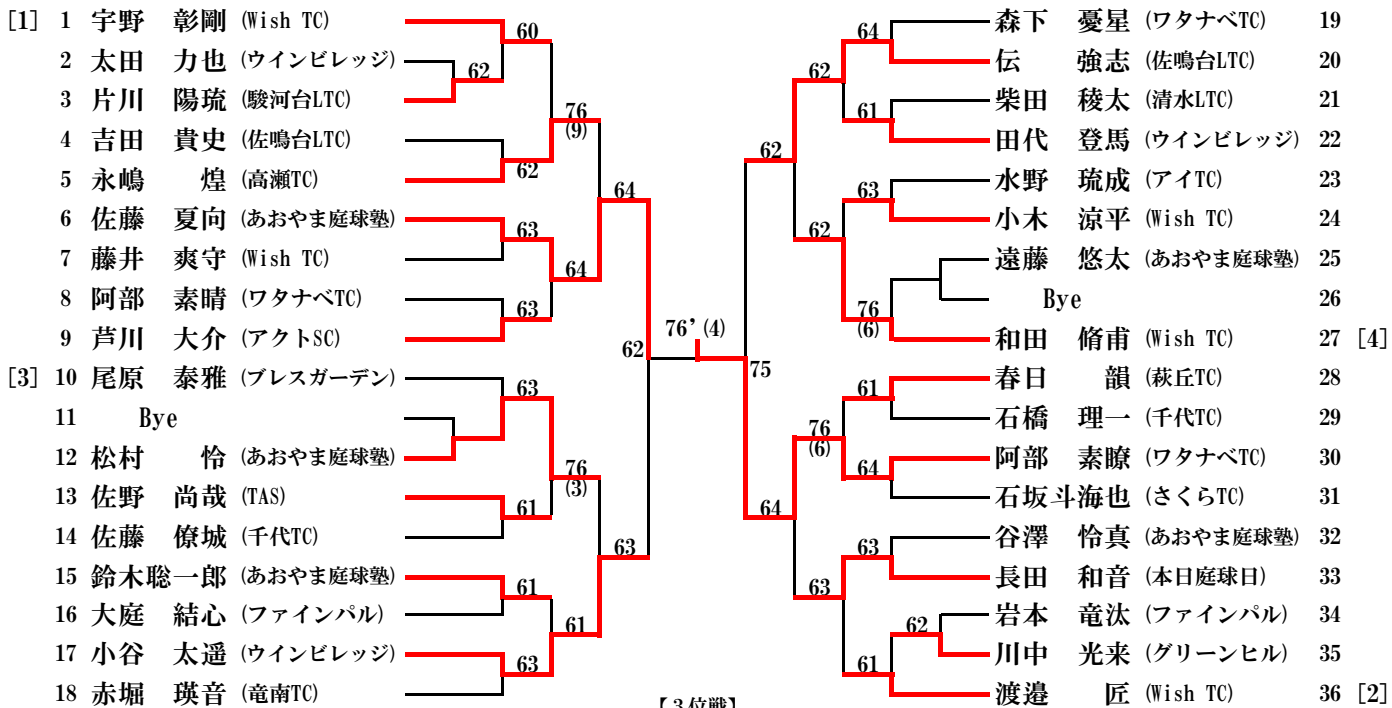 [1] 1 宇野 彰剛 (Wish TC)
2 太田 力也 (ウインビレッジ)
3 片川 陽琉 (駿河台LTC)
4 吉田 貴史 (佐鳴台LTC)
5 永嶋 煌 (高瀬TC)
6 佐藤 夏向 (あおやま庭球塾)
7 藤井 爽守 (Wish TC)
8 阿部 素晴 (ワタナベTC)
9 芦川 大介 (アクトSC)
[3] 10 尾原 泰雅 (ブレスガーデン)
11 Bye
12 松村 怜 (あおやま庭球塾)
13 佐野 尚哉 (TAS)
14 佐藤 僚城 (千代TC)
15 鈴木聡一郎 (あおやま庭球塾)
16 大庭 結心 (ファインパル)
17 小谷 太遥 (ウインビレッジ)
18 赤堀 瑛音 (竜南TC)
60
62
62
63
63
63
61
61
63
76
(9)
64
76
(3)
61
64
63
62
76’(4)
75
62
64
62
62
76
(6)
63
64
61
63
76
(6)
61
64
63
62
61
森下 憂星 (ワタナベTC) 19
伝 強志 (佐鳴台LTC) 20
柴田 稜太 (清水LTC) 21
田代 登馬 (ウインビレッジ) 22
水野 琉成 (アイTC) 23
小木 涼平 (Wish TC) 24
遠藤 悠太 (あおやま庭球塾) 25
Bye 26
和田 脩甫 (Wish TC) 27 [4]
春日 韻 (萩丘TC) 28
石橋 理一 (千代TC) 29
阿部 素瞭 (ワタナベTC) 30
石坂斗海也 (さくらTC) 31
谷澤 怜真 (あおやま庭球塾) 32
長田 和音 (本日庭球日) 33
岩本 竜汰 (ファインパル) 34
川中 光来 (グリーンヒル) 35
渡邉 匠 (Wish TC) 36 [2]
【3位戦】